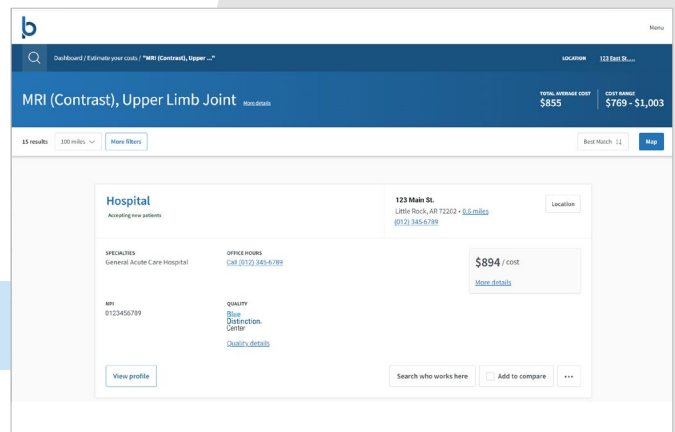 b
Menu
Dashboard / Estimate your costs / "MRI (Contrast), Upper ..."
LOCATION 123 East St.,...
MRI (Contrast), Upper Limb Joint More details
TOTAL AVERAGE COST
$855
COST RANGE
$769 - $1,003
15 results 100 miles More filters Best Match Map
Hospital
Accepting new patients
123 Main St.
Little Rock, AR 72202 • 0.6 miles
(012) 345-6789
Location
SPECIALTIES
General Acute Care Hospital
OFFICE HOURS
Call (012) 345-6789
$894 / cost
More details
NPI
0123456789
QUALITY
Blue
Distinction.
Center
Quality details
View profile Search who works here Add to compare ...